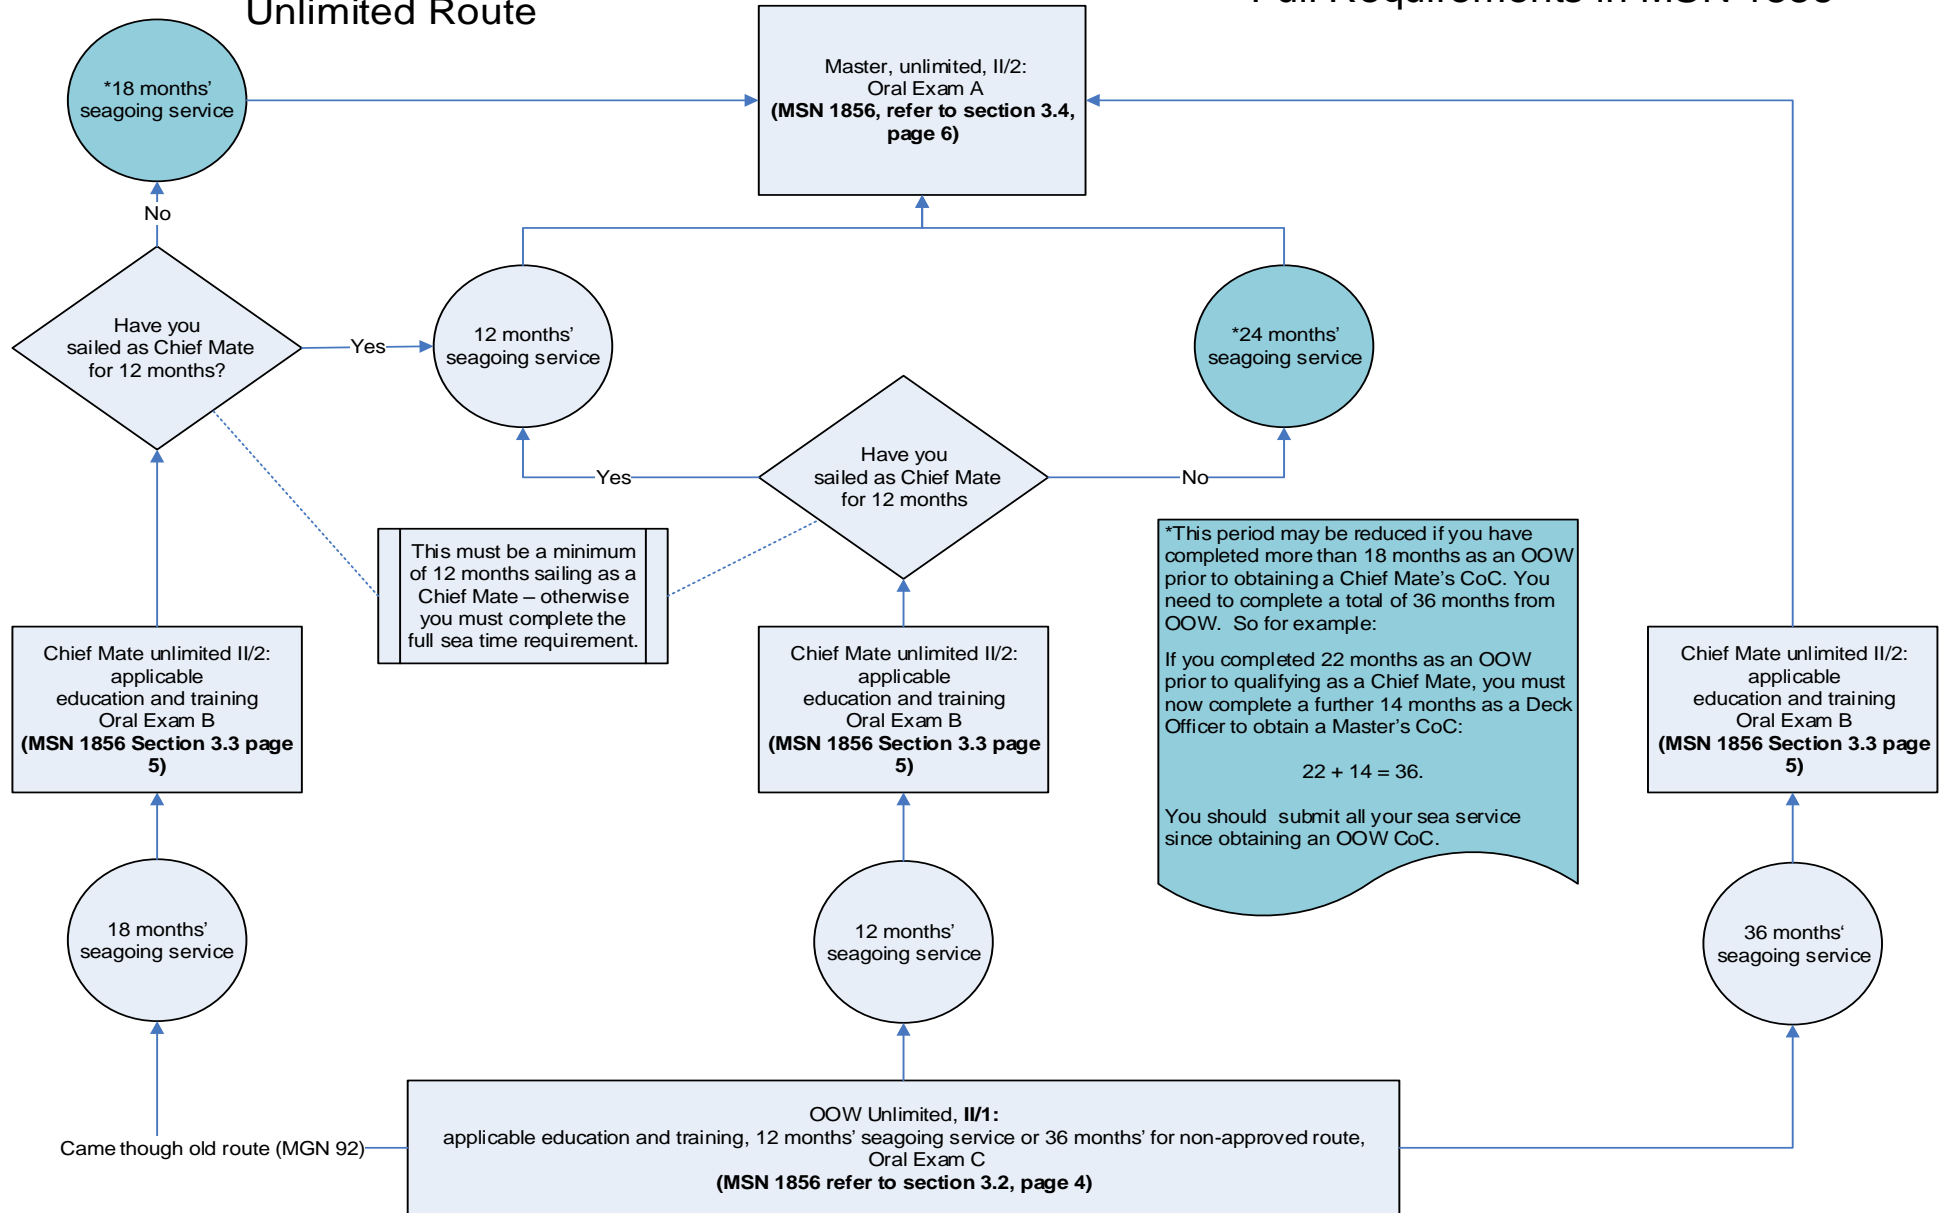 Unlimited Route
*18 months’
seagoing service
Master, unlimited, II/2:
Oral Exam A
(MSN 1856, refer to section 3.4,
page 6)
No
Have you
sailed as Chief Mate
for 12 months?
Yes
12 months’
seagoing service
*24 months’
seagoing service
Have you
sailed as Chief Mate
for 12 months
Yes
No
This must be a minimum
of 12 months sailing as a
Chief Mate – otherwise
you must complete the
full sea time requirement.
*This period may be reduced if you have
completed more than 18 months as an OOW
prior to obtaining a Chief Mate’s CoC. You
need to complete a total of 36 months from
OOW. So for example:
If you completed 22 months as an OOW
prior to qualifying as a Chief Mate, you must
now complete a further 14 months as a Deck
Officer to obtain a Master’s CoC:
22 + 14 = 36.
You should submit all your sea service
since obtaining an OOW CoC.
Chief Mate unlimited II/2:
applicable
education and training
Oral Exam B
(MSN 1856 Section 3.3 page
5)
Chief Mate unlimited II/2:
applicable
education and training
Oral Exam B
(MSN 1856 Section 3.3 page
5)
Chief Mate unlimited II/2:
applicable
education and training
Oral Exam B
(MSN 1856 Section 3.3 page
5)
18 months’
seagoing service
12 months’
seagoing service
36 months‘
seagoing service
Came though old route (MGN 92)
OOW Unlimited, II/1:
applicable education and training, 12 months’ seagoing service or 36 months’ for non-approved route,
Oral Exam C
(MSN 1856 refer to section 3.2, page 4)